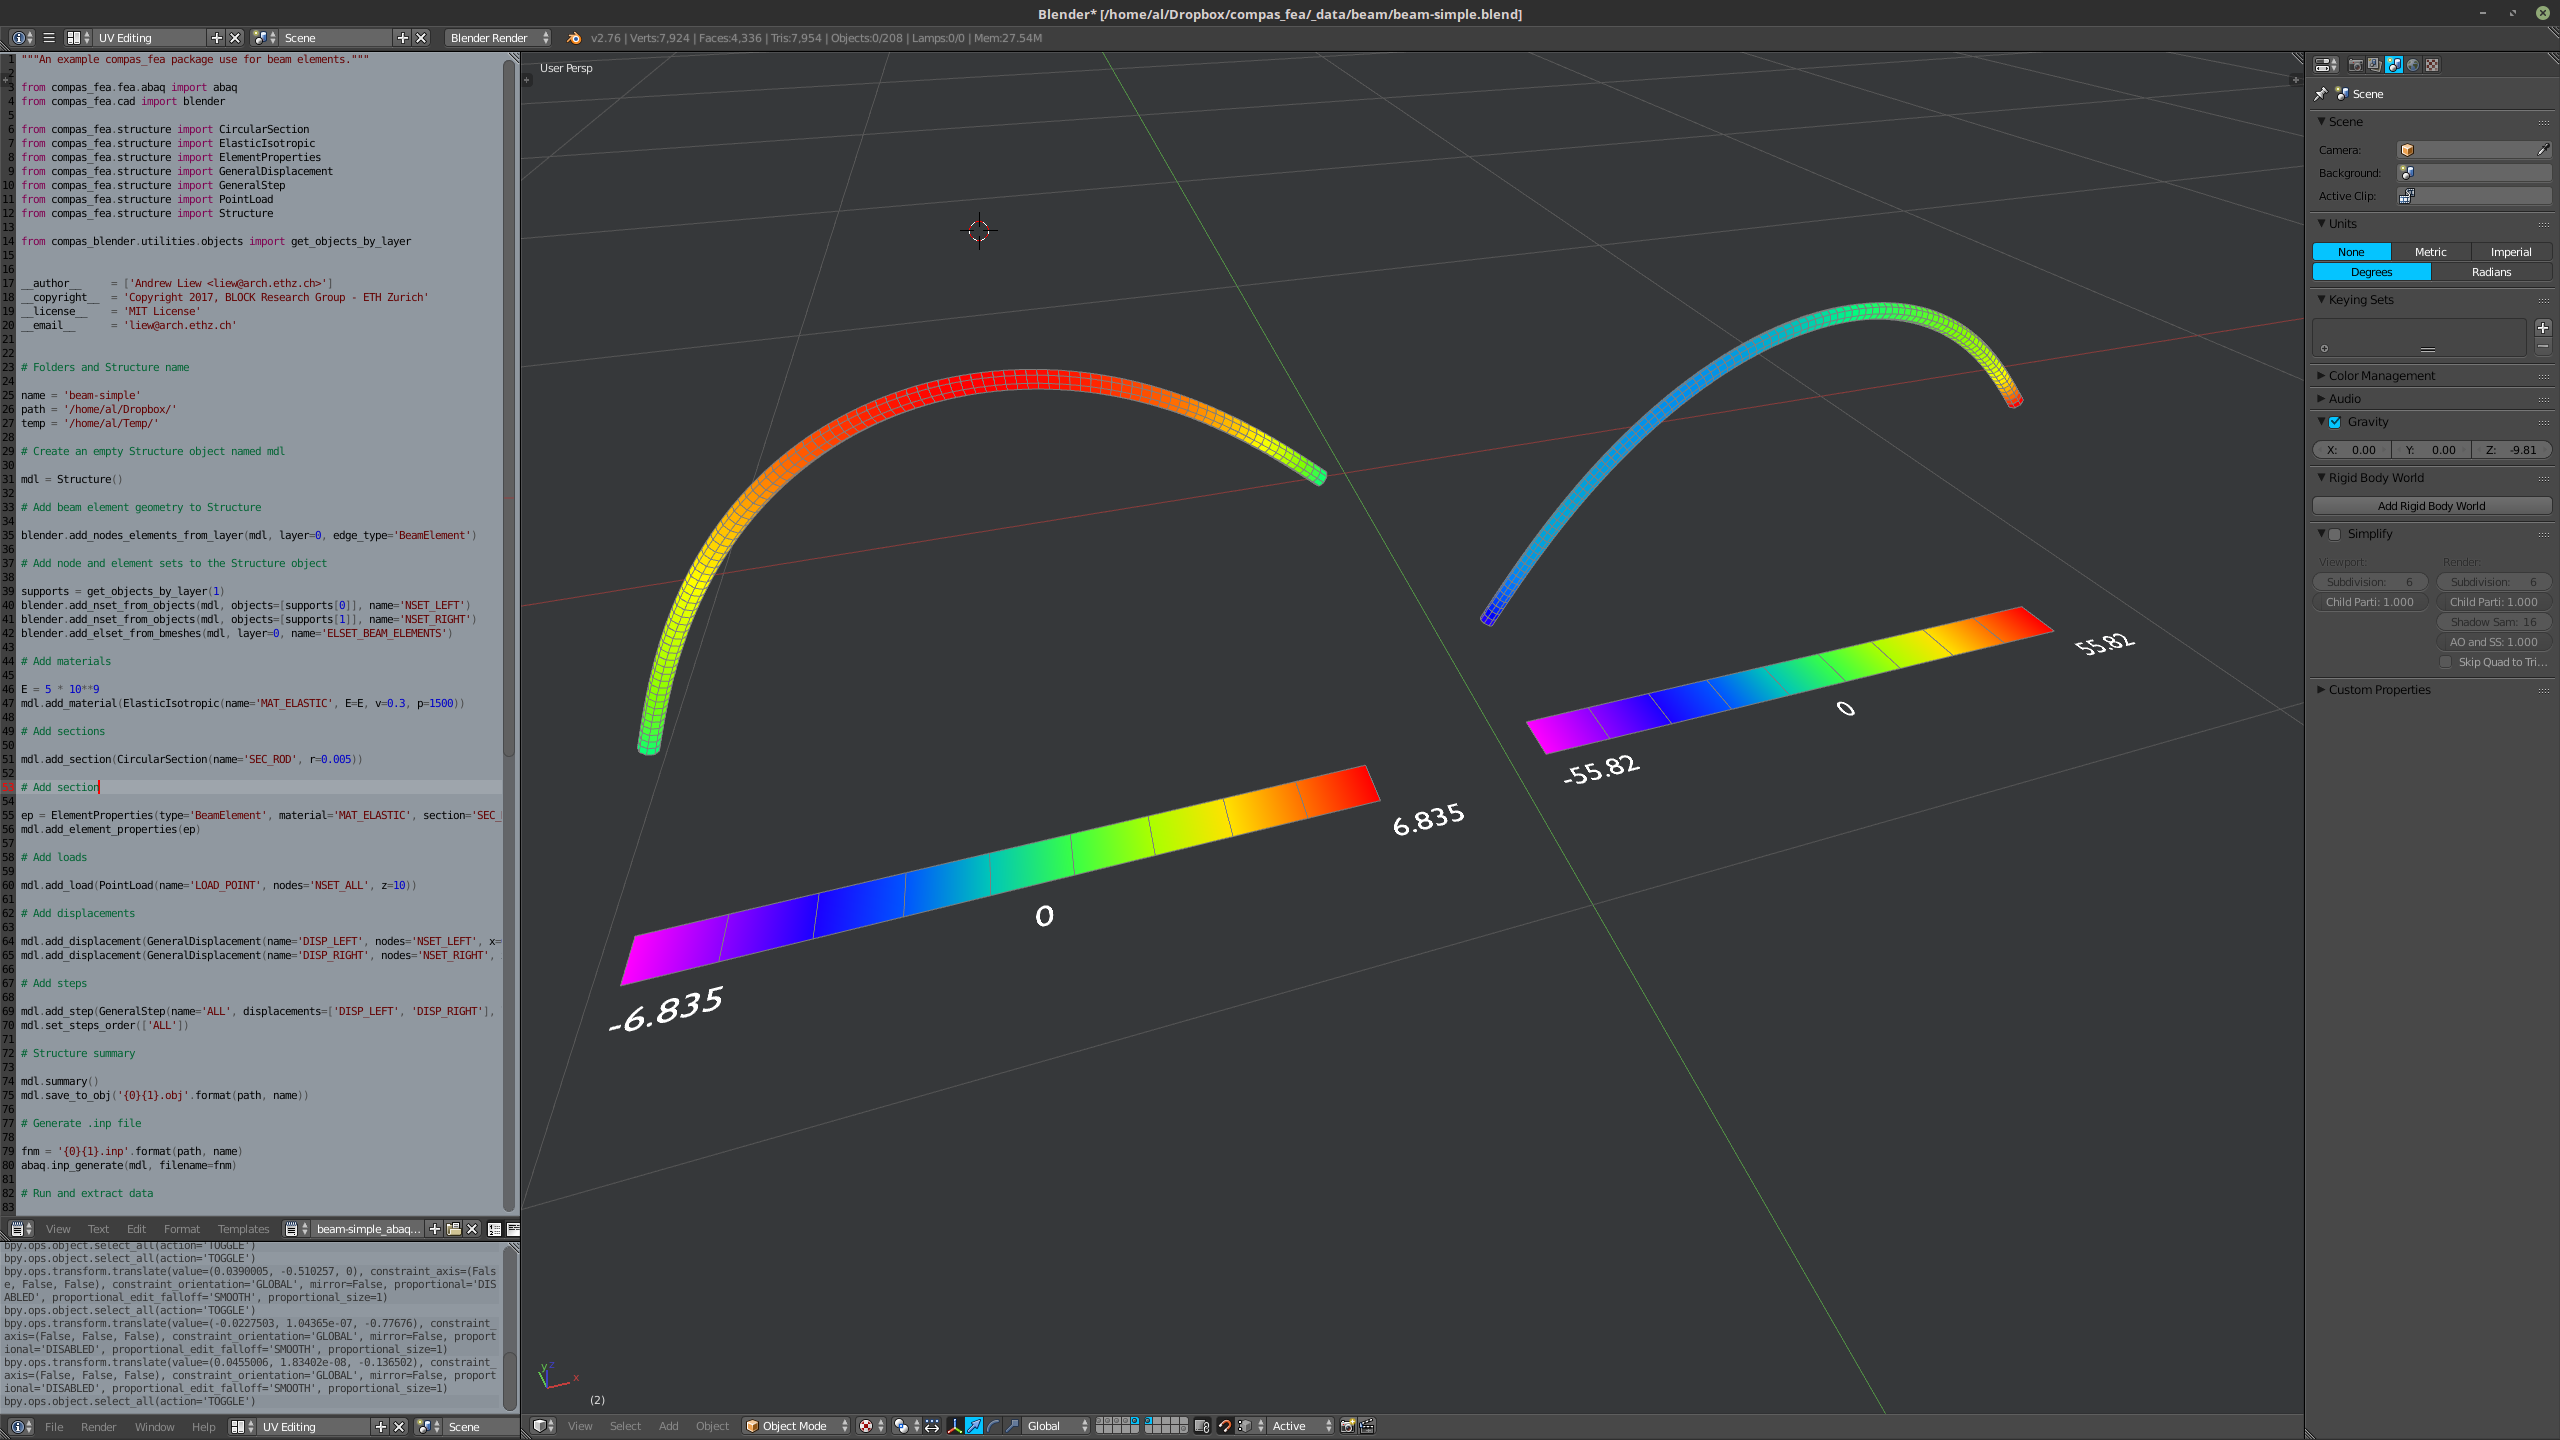 Blender* [/home/al/Dropbox/compas_fea/_data/beam/beam-simple.blend]
UV Editing
Scene
Blender Render
v2.76 | Verts:7,924 | Faces:4,336 | Tris:7,954 | Objects:0/208 | Lamps:0/0 | Mem:27.54M
1 """An example compas_fea package use for beam elements."""
2
3 from compas_fea.fea.abaq import abaq
4 from compas_fea.cad import blender
5
6 from compas_fea.structure import CircularSection
7 from compas_fea.structure import ElasticIsotropic
8 from compas_fea.structure import ElementProperties
9 from compas_fea.structure import GeneralDisplacement
10 from compas_fea.structure import GeneralStep
11 from compas_fea.structure import PointLoad
12 from compas_fea.structure import Structure
13
14 from compas_blender.utilities.objects import get_objects_by_layer
15
16
17 __author__ = ['Andrew Liew <liew@arch.ethz.ch>']
18 __copyright__ = 'Copyright 2017, BLOCK Research Group - ETH Zurich'
19 __license__ = 'MIT License'
20 __email__ = 'liew@arch.ethz.ch'
21
22
23 # Folders and Structure name
24
25 name = 'beam-simple'
26 path = '/home/al/Dropbox/'
27 temp = '/home/al/Temp/'
28
29 # Create an empty Structure object named mdl
30
31 mdl = Structure()
32
33 # Add beam element geometry to Structure
34
35 blender.add_nodes_elements_from_layer(mdl, layer=0, edge_type='BeamElement')
36
37 # Add node and element sets to the Structure object
38
39 supports = get_objects_by_layer(1)
40 blender.add_nset_from_objects(mdl, objects=[supports[0]], name='NSET_LEFT')
41 blender.add_nset_from_objects(mdl, objects=[supports[1]], name='NSET_RIGHT')
42 blender.add_elset_from_bmeshes(mdl, layer=0, name='ELSET_BEAM_ELEMENTS')
43
44 # Add materials
45
46 E = 5 * 10**9
47 mdl.add_material(ElasticIsotropic(name='MAT_ELASTIC', E=E, v=0.3, p=1500))
48
49 # Add sections
50
51 mdl.add_section(CircularSection(name='SEC_ROD', r=0.005))
52
53 # Add section
54
55 ep = ElementProperties(type='BeamElement', material='MAT_ELASTIC', section='SEC_
56 mdl.add_element_properties(ep)
57
58 # Add loads
59
60 mdl.add_load(PointLoad(name='LOAD_POINT', nodes='NSET_ALL', z=10))
61
62 # Add displacements
63
64 mdl.add_displacement(GeneralDisplacement(name='DISP_LEFT', nodes='NSET_LEFT', x=
65 mdl.add_displacement(GeneralDisplacement(name='DISP_RIGHT', nodes='NSET_RIGHT',
66
67 # Add steps
68
69 mdl.add_step(GeneralStep(name='ALL', displacements=['DISP_LEFT', 'DISP_RIGHT'],
70 mdl.set_steps_order(['ALL'])
71
72 # Structure summary
73
74 mdl.summary()
75 mdl.save_to_obj('{0}{1}.obj'.format(path, name))
76
77 # Generate .inp file
78
79 fnm = '{0}{1}.inp'.format(path, name)
80 abaq.inp_generate(mdl, filename=fnm)
81
82 # Run and extract data
83
View
Text
Edit
Format
Templates
beam-simple_abaq...
bpy.ops.object.select_all(action='TOGGLE')
bpy.ops.object.select_all(action='TOGGLE')
bpy.ops.transform.translate(value=(0.0390005, -0.510257, 0), constraint_axis=(Fals
e, False, False), constraint_orientation='GLOBAL', mirror=False, proportional='DIS
ABLED', proportional_edit_falloff='SMOOTH', proportional_size=1)
bpy.ops.object.select_all(action='TOGGLE')
bpy.ops.transform.translate(value=(-0.0227503, 1.04365e-07, -0.77676), constraint_
axis=(False, False, False), constraint_orientation='GLOBAL', mirror=False, proport
ional='DISABLED', proportional_edit_falloff='SMOOTH', proportional_size=1)
bpy.ops.transform.translate(value=(0.0455006, 1.83402e-08, -0.136502), constraint_
axis=(False, False, False), constraint_orientation='GLOBAL', mirror=False, proport
ional='DISABLED', proportional_edit_falloff='SMOOTH', proportional_size=1)
bpy.ops.object.select_all(action='TOGGLE')
File
Render
Window
Help
UV Editing
Scene
User Persp
55.82
0
-55.82
6.835
0
-6.835
y z
x
(2)
View
Select
Add
Object
Object Mode
Global
Active
Scene
Scene
Camera:
Background:
Active Clip:
Units
None
Metric
Imperial
Degrees
Radians
Keying Sets
Color Management
Audio
Gravity
X: 0.00
Y: 0.00
Z: -9.81
Rigid Body World
Add Rigid Body World
Simplify
Viewport:
Render:
Subdivision: 6
Subdivision: 6
Child Parti: 1.000
Child Parti: 1.000
Shadow Sam: 16
AO and SS: 1.000
Skip Quad to Tri...
Custom Properties